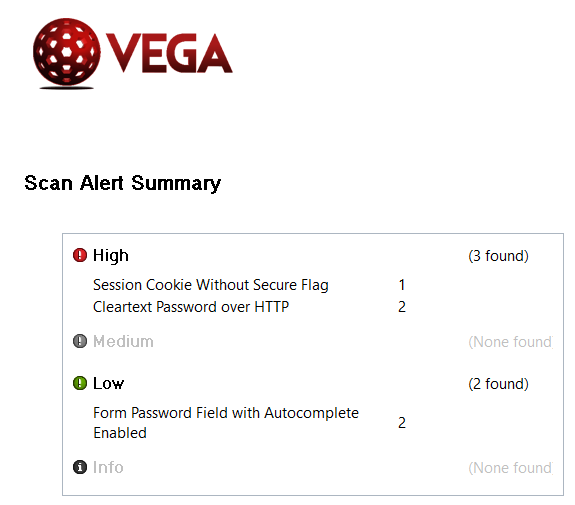 VEGA
Scan Alert Summary
High (3 found)
Session Cookie Without Secure Flag 1
Cleartext Password over HTTP 2
Medium (None found
Low (2 found)
Form Password Field with Autocomplete
Enabled 2
Info (None found